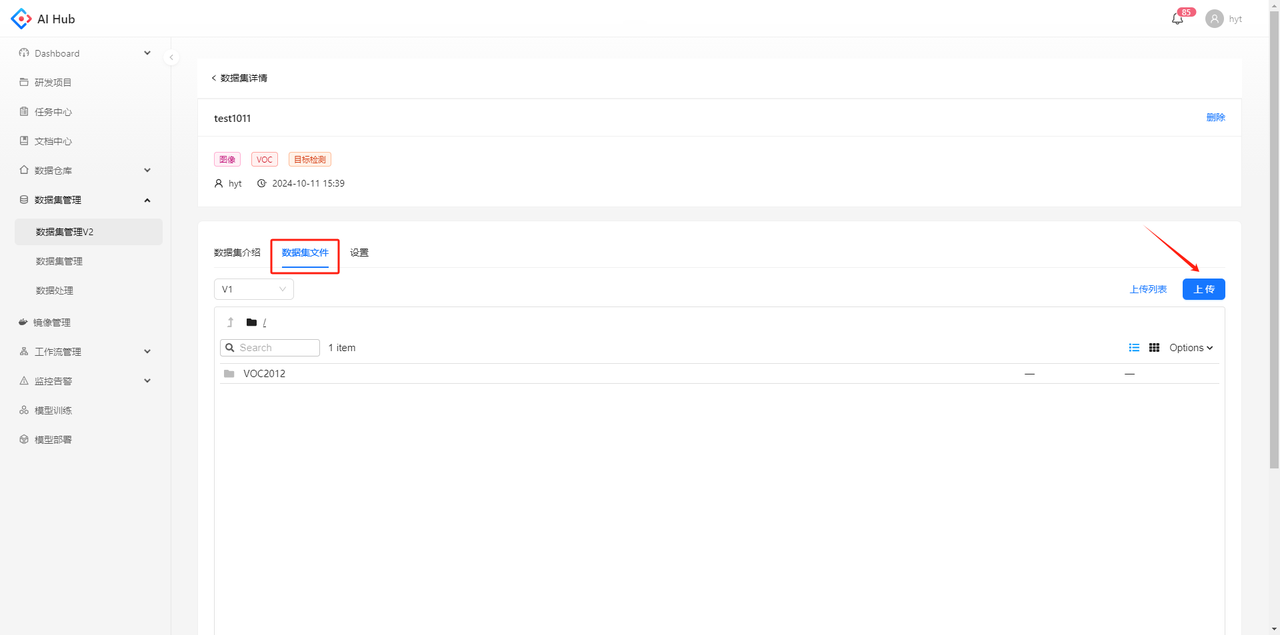 AI Hub
85
hyt
Dashboard
研发项目
任务中心
文档中心
数据仓库
数据集管理
数据集管理V2
数据集管理
数据处理
镜像管理
工作流管理
监控告警
模型训练
模型部署
数据集详情
test1011
删除
图像 VOC 目标检测
hyt 2024-10-11 15:39
数据集介绍 数据集文件 设置
V1
上传列表 上 传
/
Search 1 item
Options
VOC2012 — —